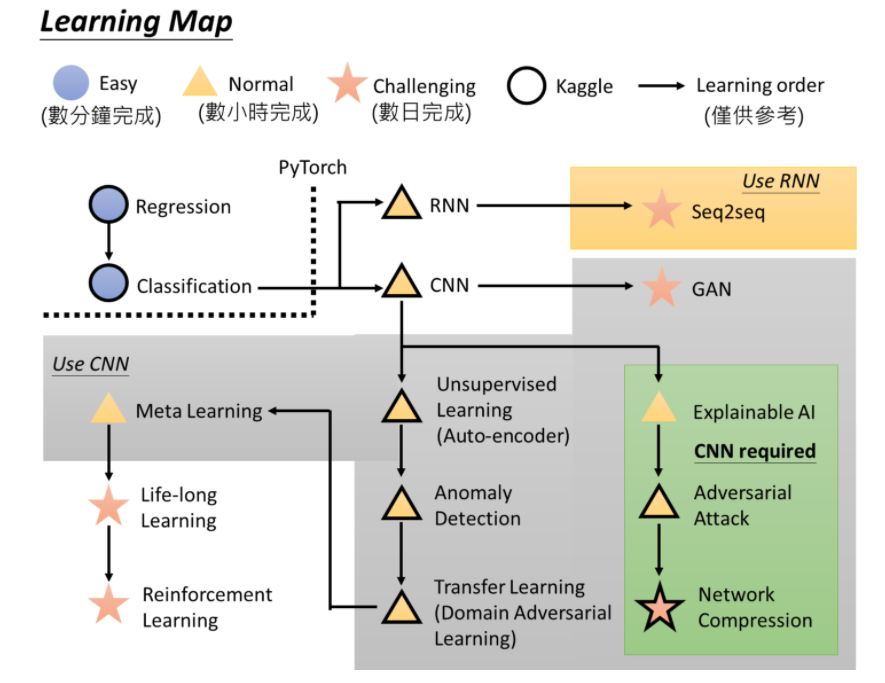 Learning Map
Easy
(數分鐘完成)
Normal
(數小時完成)
Challenging
(數日完成)
Kaggle
Learning order
(僅供參考)
PyTorch
Regression
Classification
RNN
CNN
Use RNN
Seq2seq
GAN
Use CNN
Meta Learning
Life-long
Learning
Reinforcement
Learning
Unsupervised
Learning
(Auto-encoder)
Anomaly
Detection
Transfer Learning
(Domain Adversarial
Learning)
Explainable AI
CNN required
Adversarial
Attack
Network
Compression